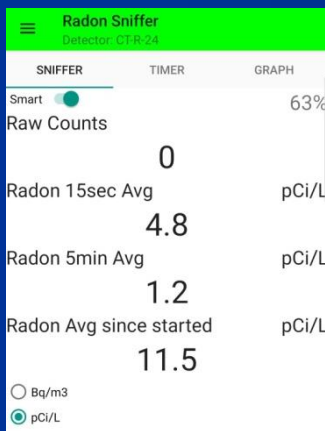 Radon Sniffer
Detector: CT-R-24
SNIFFER TIMER GRAPH
Smart 63%
Raw Counts
0
Radon 15sec Avg pCi/L
4.8
Radon 5min Avg pCi/L
1.2
Radon Avg since started pCi/L
11.5
Bq/m3
pCi/L